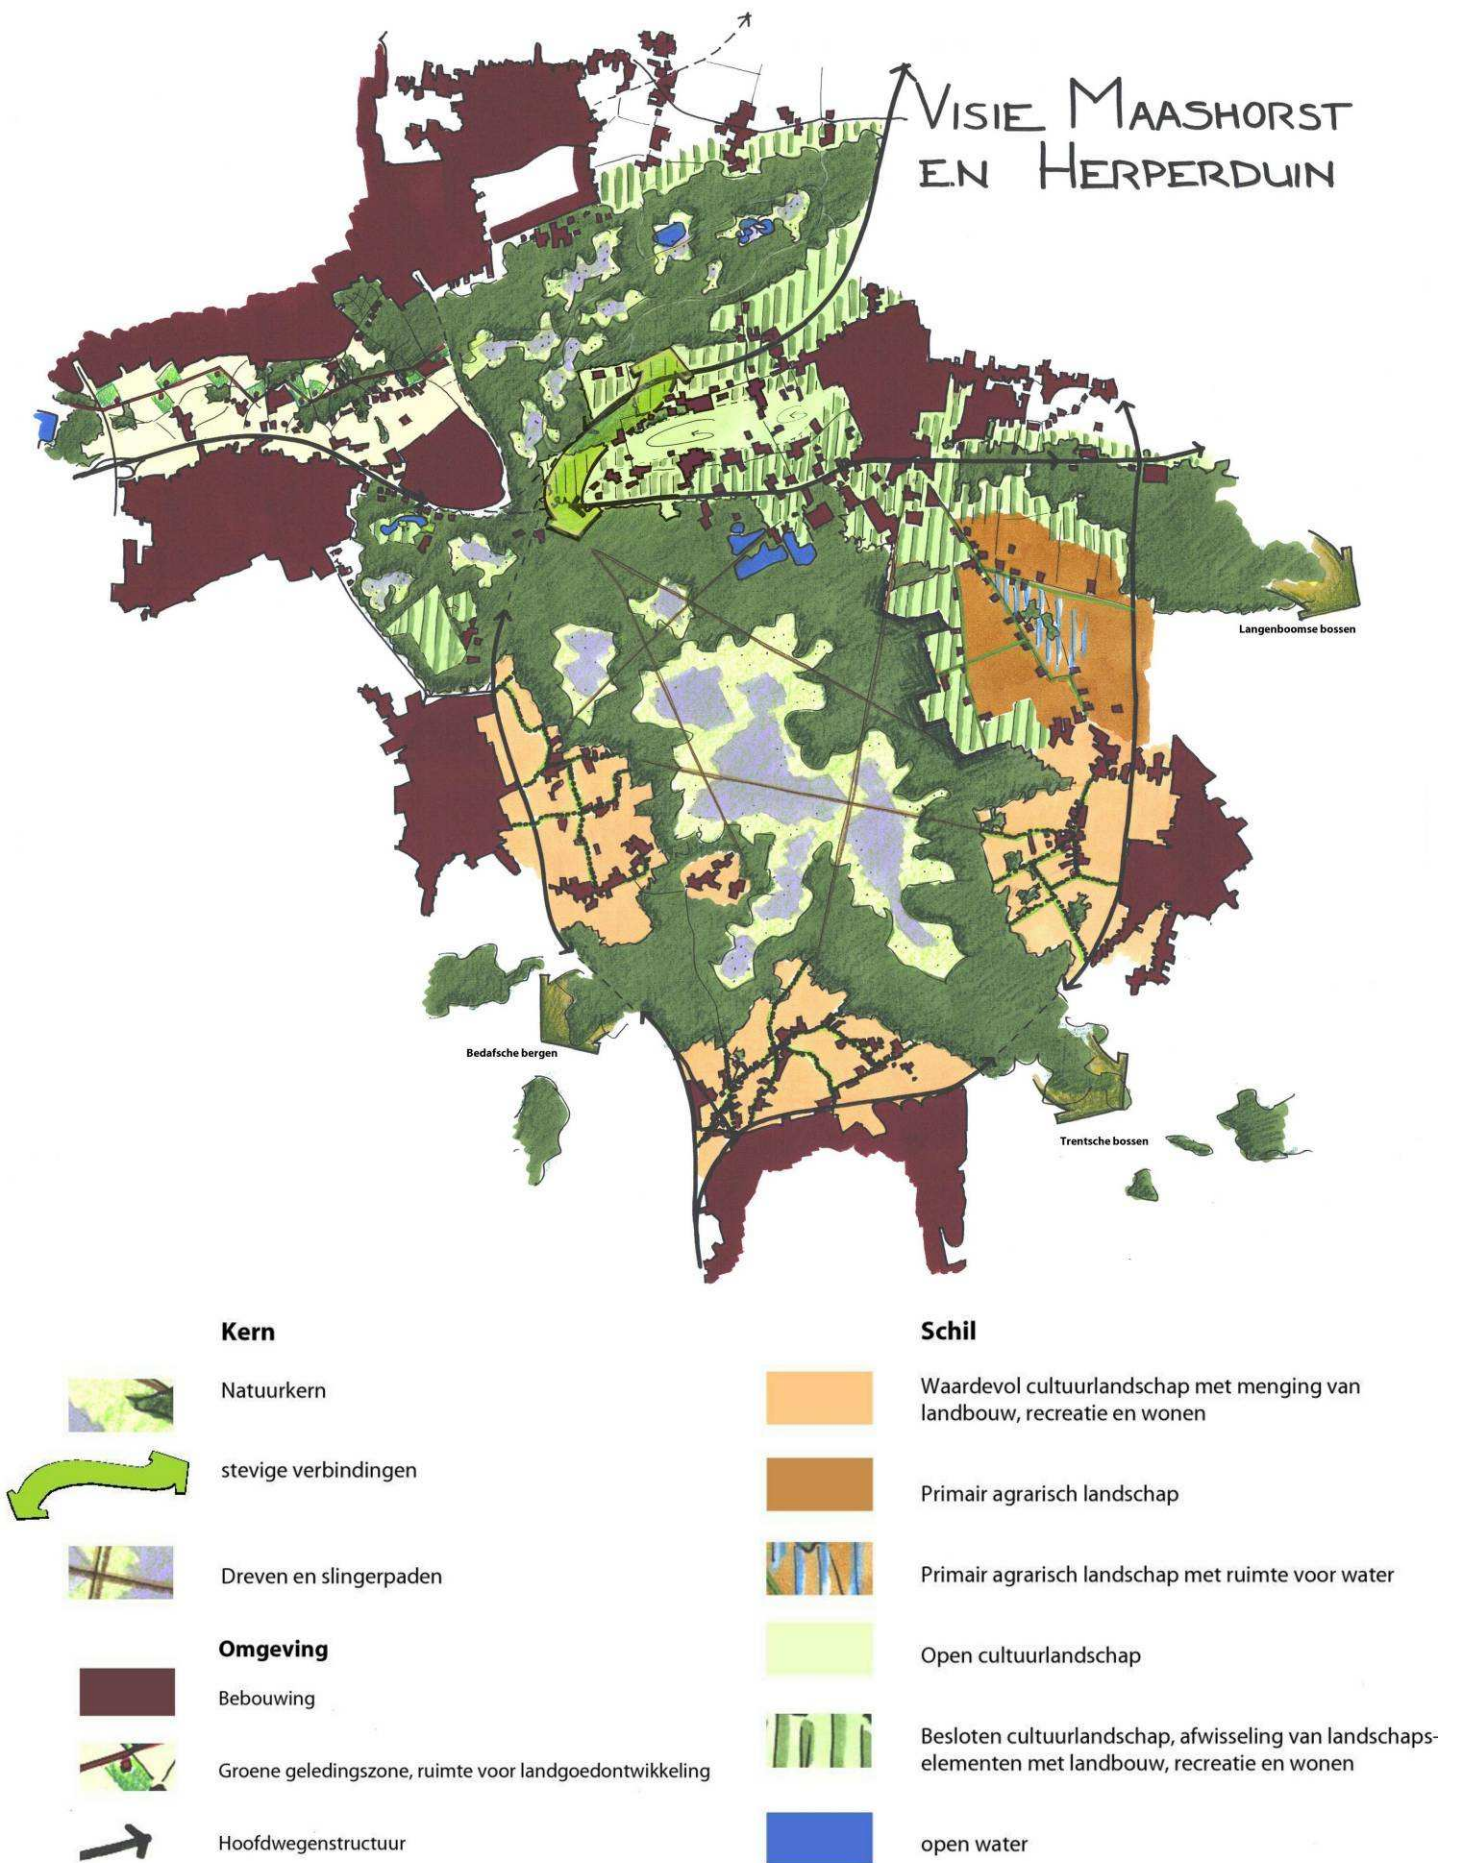 VISIE MAASHORST
EN HERPERDUIN
Langenboomse bossen
Bedafsche bergen
Trentsche bossen
Kern
Natuurkern
stevige verbindingen
Dreven en slingerpaden
Omgeving
Bebouwing
Groene geledingszone, ruimte voor landgoedontwikkeling
Hoofdwegenstructuur
Schil
Waardevol cultuurlandschap met menging van
landbouw, recreatie en wonen
Primair agrarisch landschap
Primair agrarisch landschap met ruimte voor water
Open cultuurlandschap
Besloten cultuurlandschap, afwisseling van landschaps-
elementen met landbouw, recreatie en wonen
open water